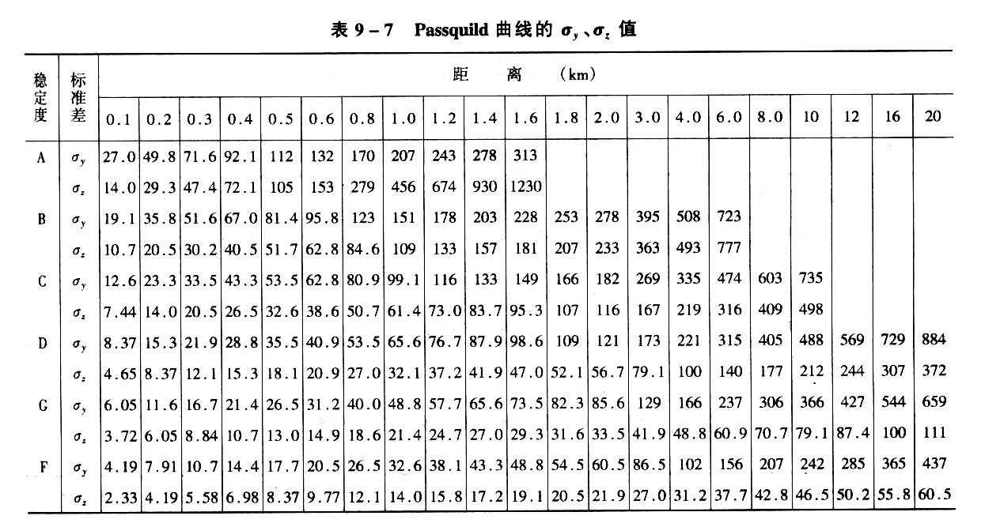 表 9-7 Passquild 曲线的 σy、σz 值
稳定度 标准差 距 离 (km)
0.1 0.2 0.3 0.4 0.5 0.6 0.8 1.0 1.2 1.4 1.6 1.8 2.0 3.0 4.0 6.0 8.0 10 12 16 20
A σy 27.0 49.8 71.6 92.1 112 132 170 207 243 278 313
σz 14.0 29.3 47.4 72.1 105 153 279 456 674 930 1230
B σy 19.1 35.8 51.6 67.0 81.4 95.8 123 151 178 203 228 253 278 395 508 723
σz 10.7 20.5 30.2 40.5 51.7 62.8 84.6 109 133 157 181 207 233 363 493 777
C σy 12.6 23.3 33.5 43.3 53.5 62.8 80.9 99.1 116 133 149 166 182 269 335 474 603 735
σz 7.44 14.0 20.5 26.5 32.6 38.6 50.7 61.4 73.0 83.7 95.3 107 116 167 219 316 409 498
D σy 8.37 15.3 21.9 28.8 35.5 40.9 53.5 65.6 76.7 87.9 98.6 109 121 173 221 315 405 488 569 729 884
σz 4.65 8.37 12.1 15.3 18.1 20.9 27.0 32.1 37.2 41.9 47.0 52.1 56.7 79.1 100 140 177 212 244 307 372
G σy 6.05 11.6 16.7 21.4 26.5 31.2 40.0 48.8 57.7 65.6 73.5 82.3 85.6 129 166 237 306 366 427 544 659
σz 3.72 6.05 8.84 10.7 13.0 14.9 18.6 21.4 24.7 27.0 29.3 31.6 33.5 41.9 48.8 60.9 70.7 79.1 87.4 100 111
F σy 4.19 7.91 10.7 14.4 17.7 20.5 26.5 32.6 38.1 43.3 48.8 54.5 60.5 86.5 102 156 207 242 285 365 437
σz 2.33 4.19 5.58 6.98 8.37 9.77 12.1 14.0 15.8 17.2 19.1 20.5 21.9 27.0 31.2 37.7 42.8 46.5 50.2 55.8 60.5